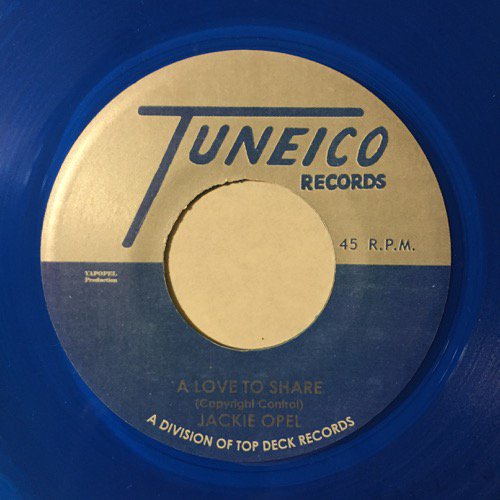 TUNEICO
RECORDS
45 R.P.M.
YAPOPEL
Production
A LOVE TO SHARE
(Copyright Control)
JACKIE OPEL
A DIVISION OF TOP DECK RECORDS